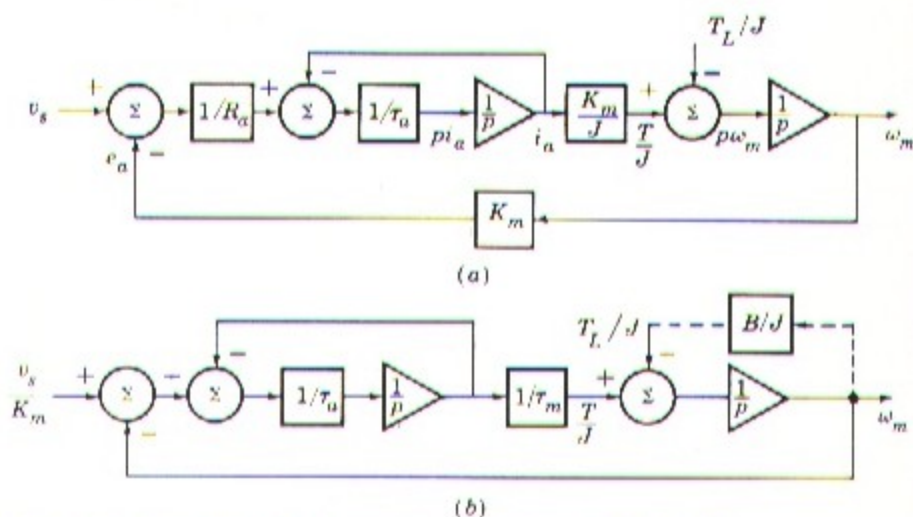 T_L/J
v_s + Σ 1/R_a + Σ − 1/τ_a pi_a 1/p i_a K_m/J + T/J Σ − pω_m 1/p ω_m
e_a −
K_m
(a)
T_L/J B/J
v_s/K_m + Σ − Σ − 1/τ_a 1/p 1/τ_m + T/J Σ − 1/p ω_m
−
(b)